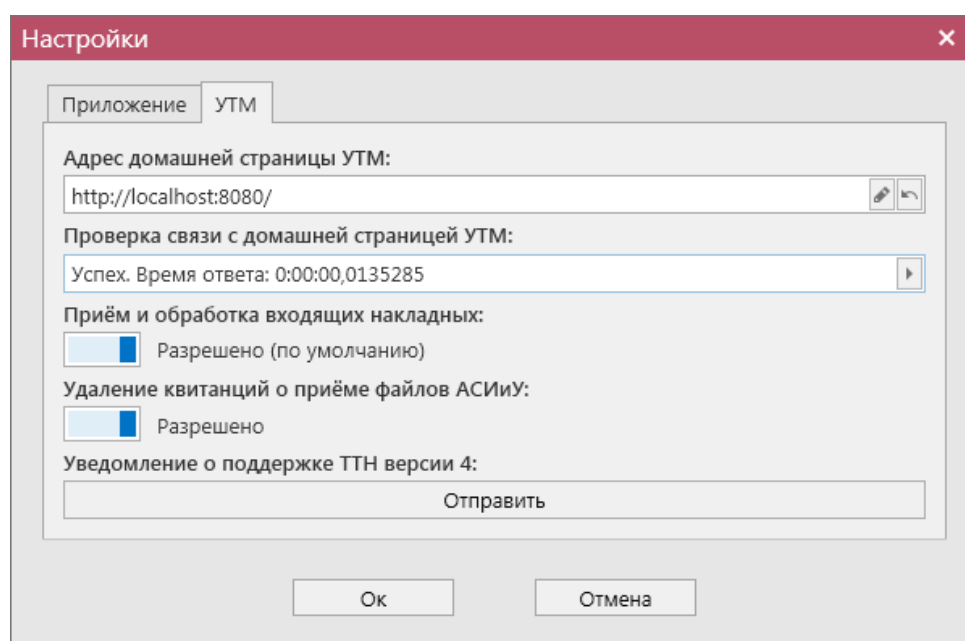 Настройки
Приложение УТМ
Адрес домашней страницы УТМ:
http://localhost:8080/
Проверка связи с домашней страницей УТМ:
Успех. Время ответа: 0:00:00,0135285
Приём и обработка входящих накладных:
Разрешено (по умолчанию)
Удаление квитанций о приёме файлов АСИиУ:
Разрешено
Уведомление о поддержке ТТН версии 4:
Отправить
Ок Отмена